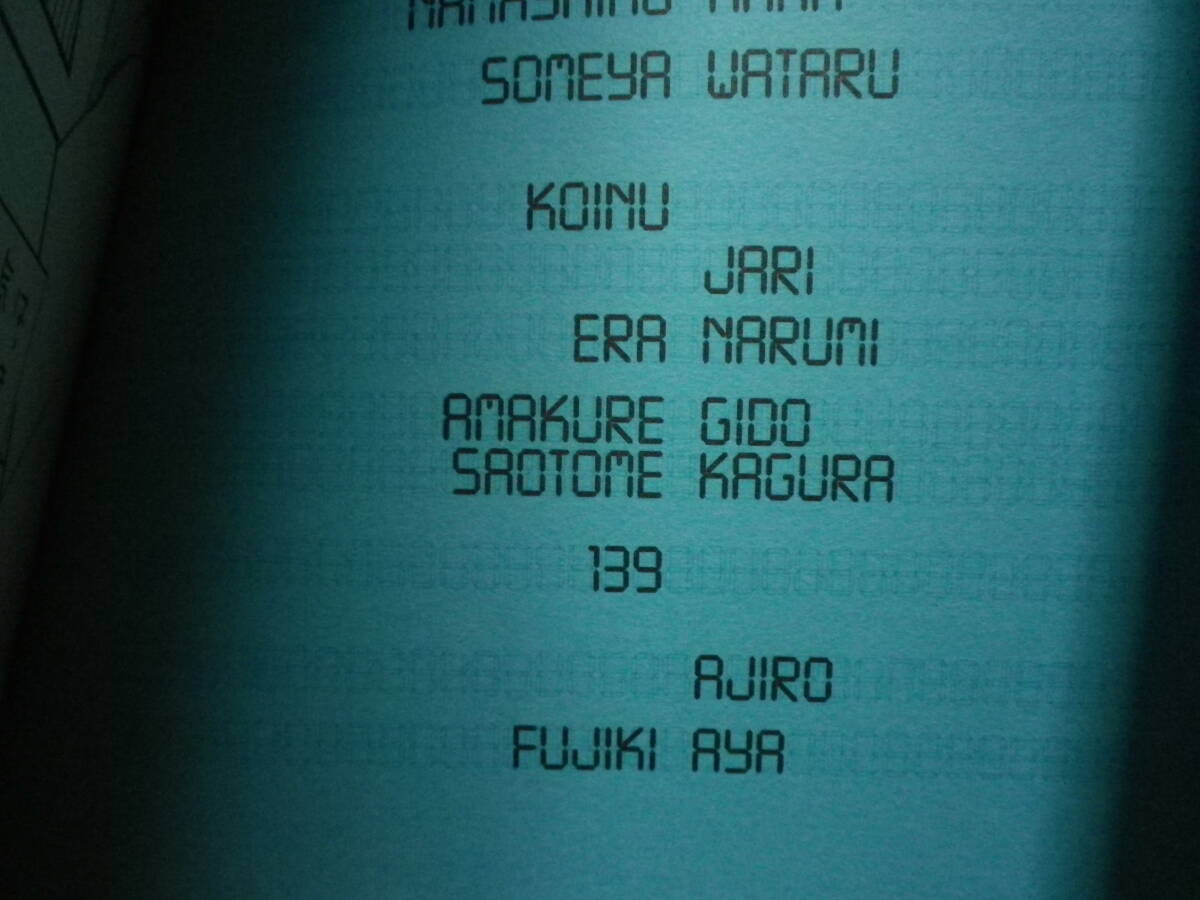 SOMEYA WATARU
KOINU
JARI
ERA NARUMI
AMAKURE GIDO
SAOTOME KAGURA
139
AJIRO
FUJIKI AYA